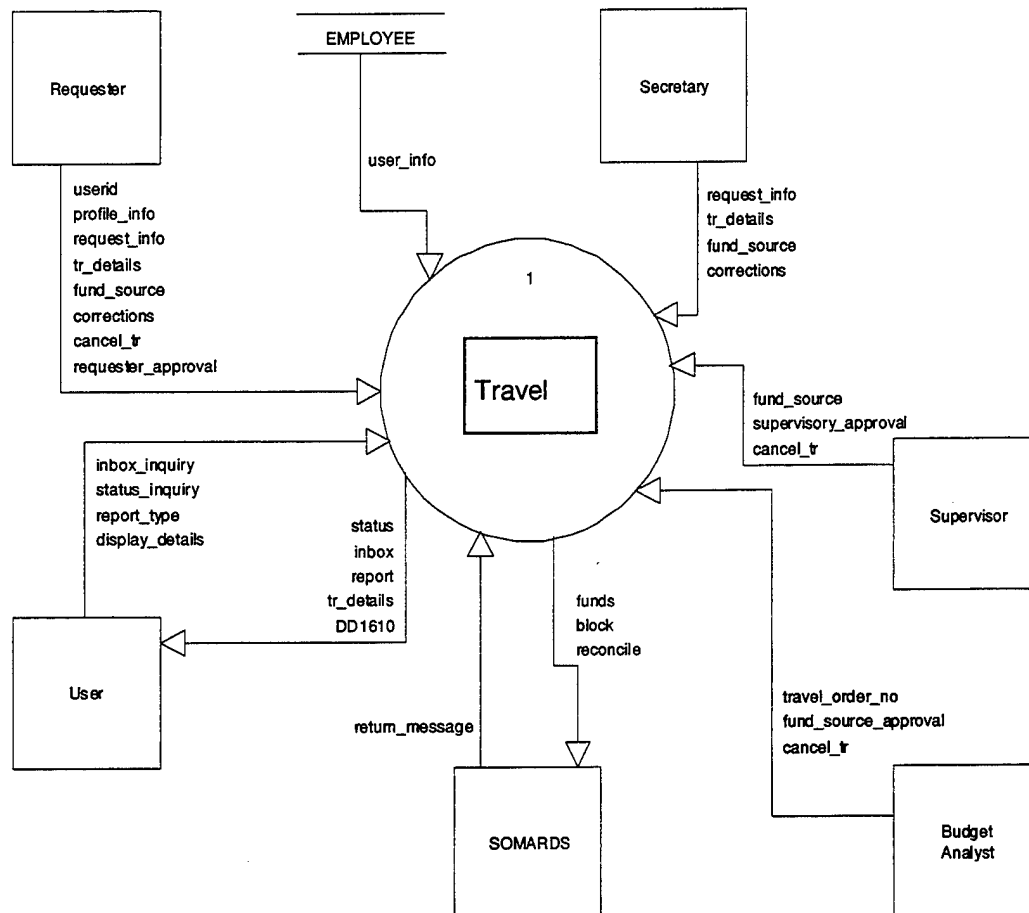 EMPLOYEE
Requester
Secretary
user_info
userid
profile_info
request_info
tr_details
fund_source
corrections
cancel_tr
requester_approval
request_info
tr_details
fund_source
corrections
1
Travel
fund_source
supervisory_approval
cancel_tr
Supervisor
inbox_inquiry
status_inquiry
report_type
display_details
status
inbox
report
tr_details
DD1610
User
funds
block
reconcile
return_message
SOMARDS
travel_order_no
fund_source_approval
cancel_tr
Budget
Analyst